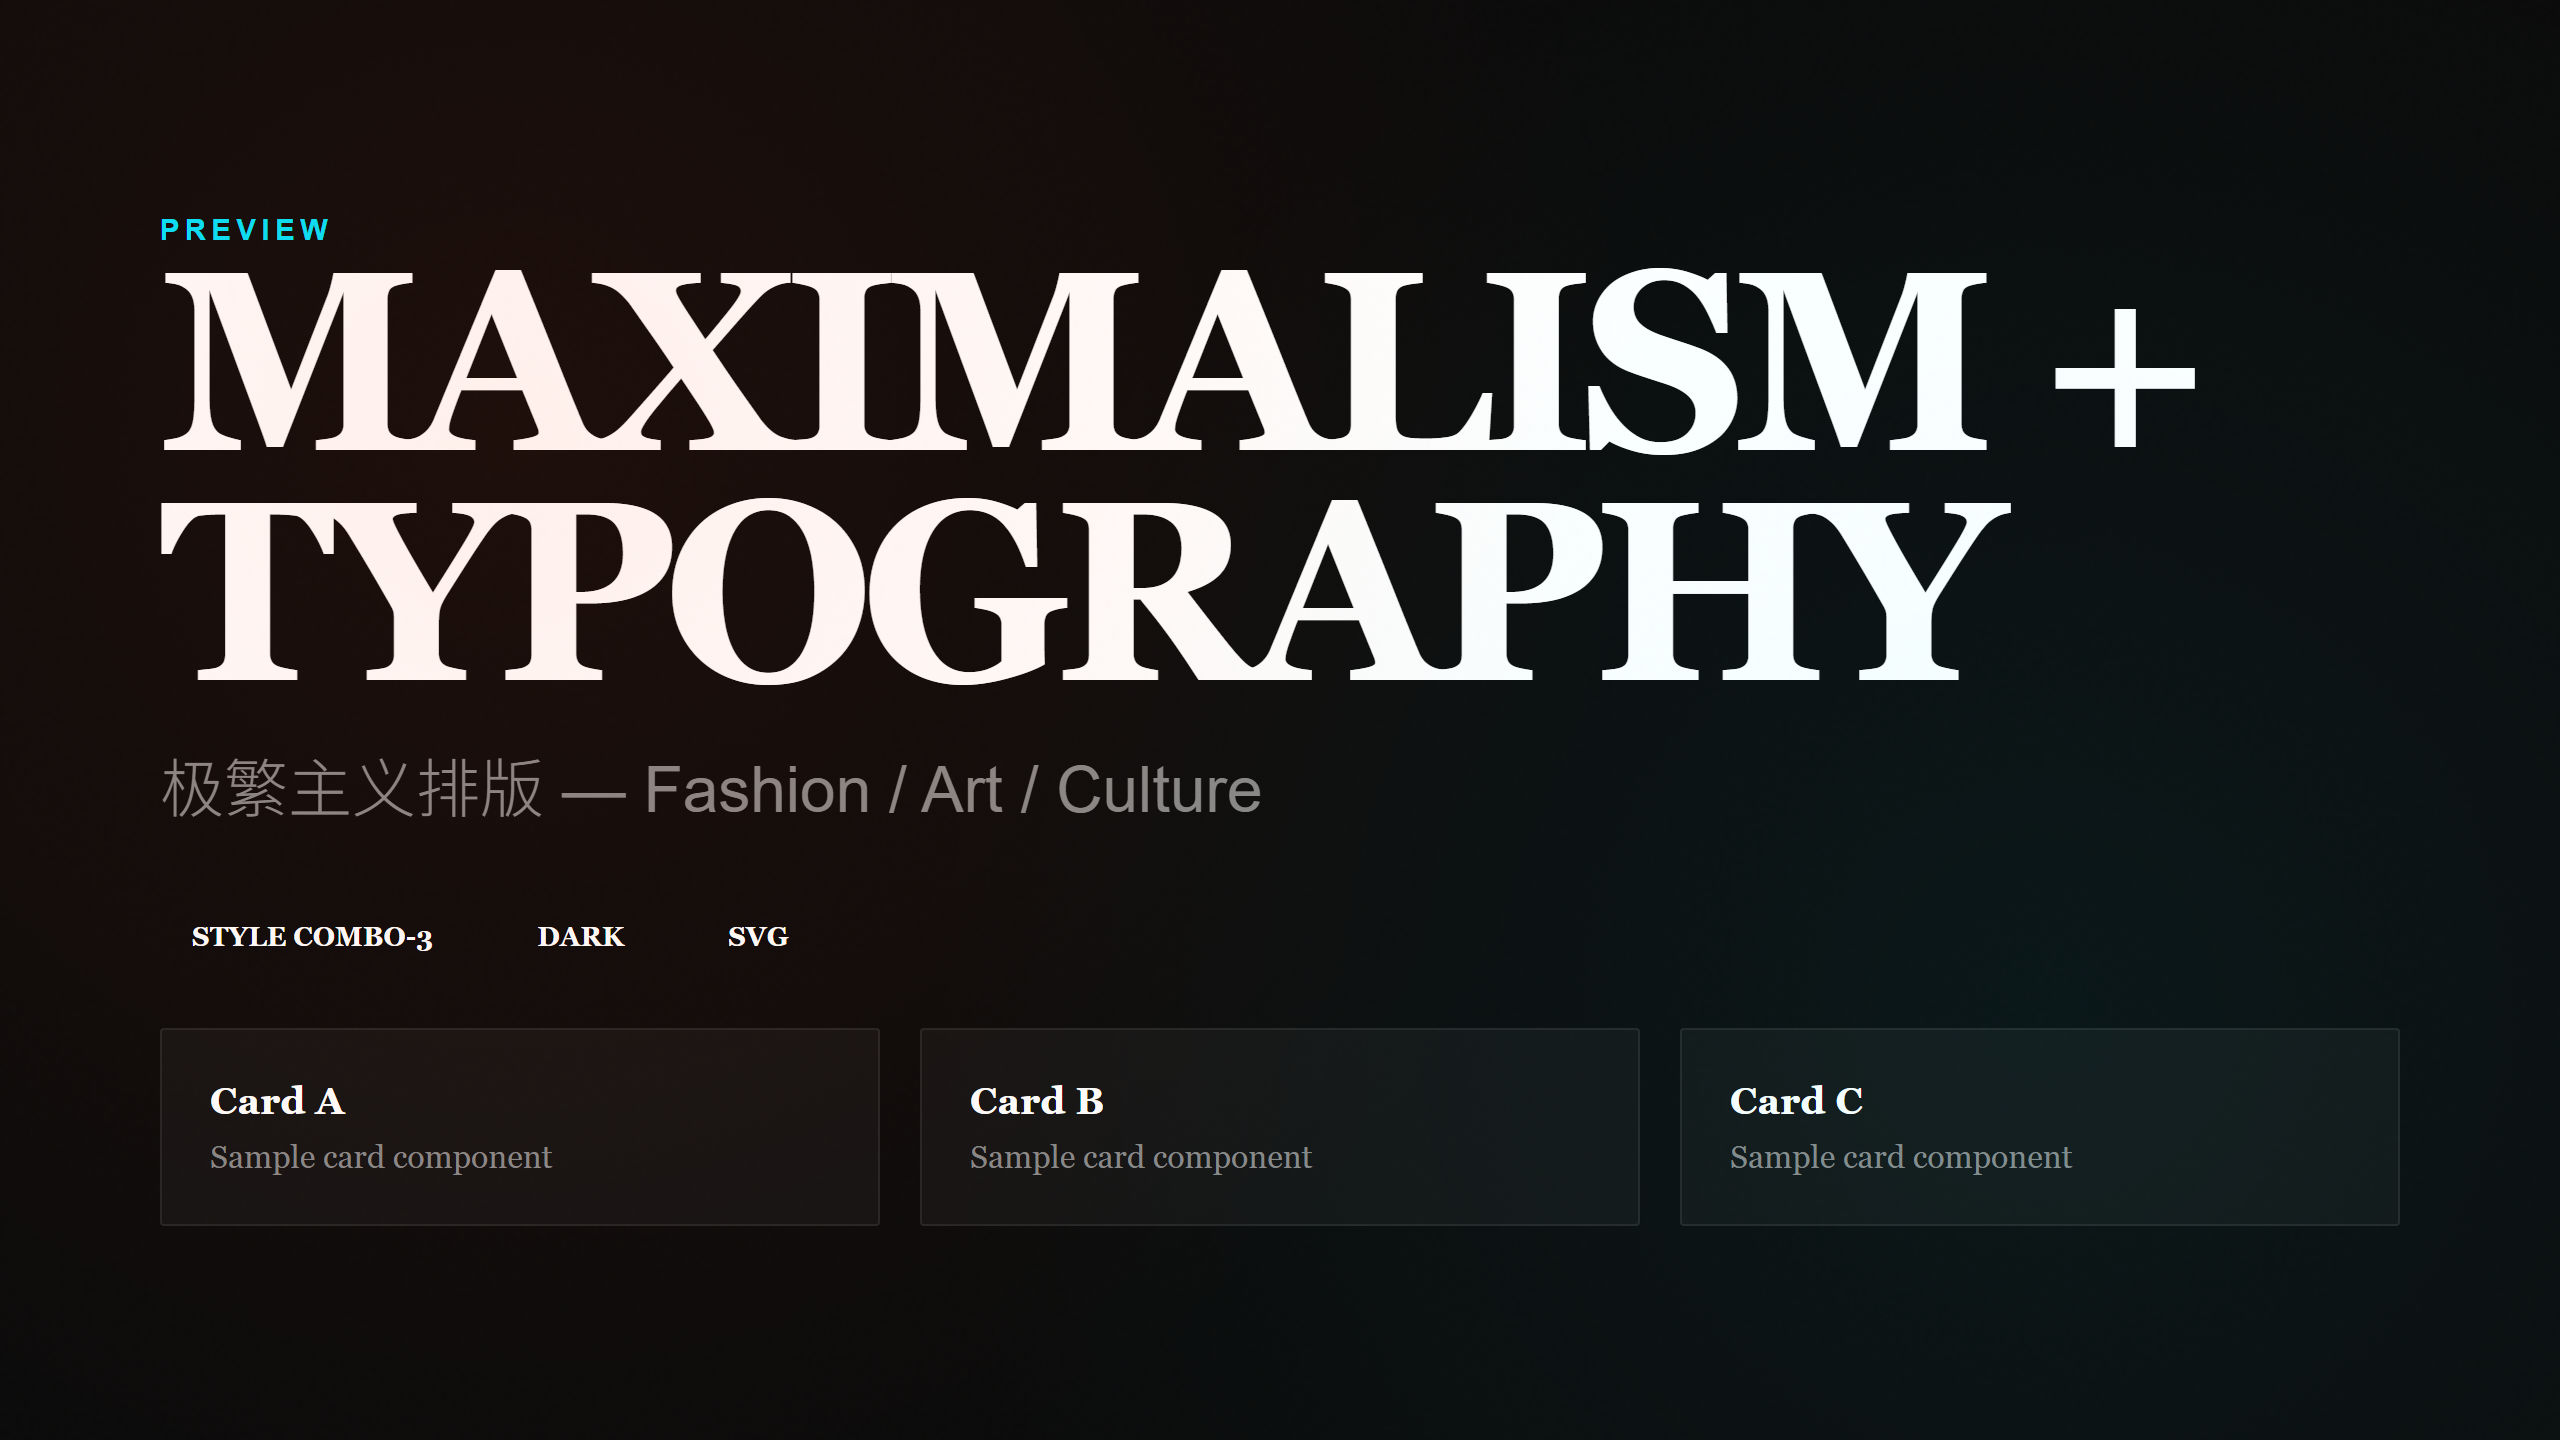 PREVIEW
MAXIMALISM +
TYPOGRAPHY
极繁主义排版 — Fashion / Art / Culture
STYLE COMBO-3 DARK SVG
Card A
Sample card component
Card B
Sample card component
Card C
Sample card component